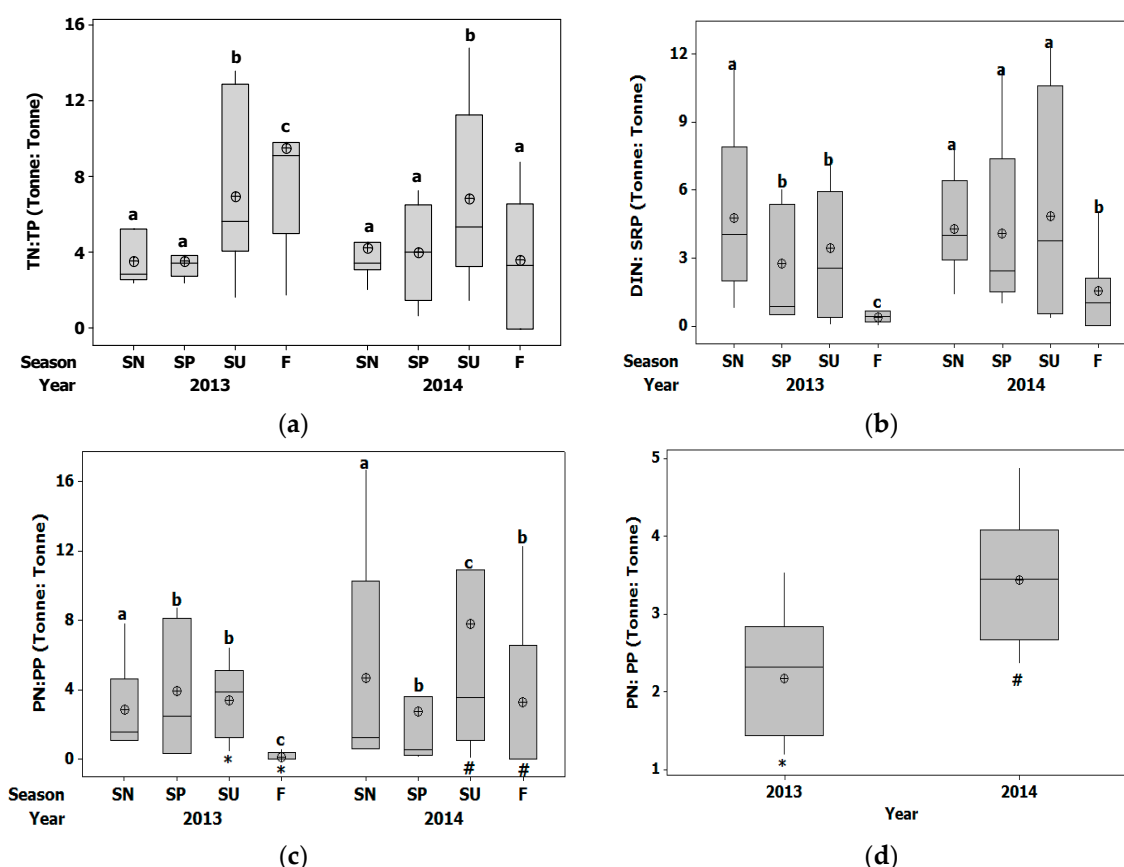 16
12
8
4
0
TN:TP (Tonne: Tonne)
a
a
b
c
a
a
b
a
Season SN SP SU F SN SP SU F
Year 2013 2014
(a)
12
9
6
3
0
DIN: SRP (Tonne: Tonne)
a
b
b
c
a
a
a
b
Season SN SP SU F SN SP SU F
Year 2013 2014
(b)
16
12
8
4
0
PN:PP (Tonne: Tonne)
a
b
b
c
a
b
c
b
* * # #
Season SN SP SU F SN SP SU F
Year 2013 2014
(c)
5
4
3
2
1
PN: PP (Tonne: Tonne)
*
#
2013 2014
Year
(d)